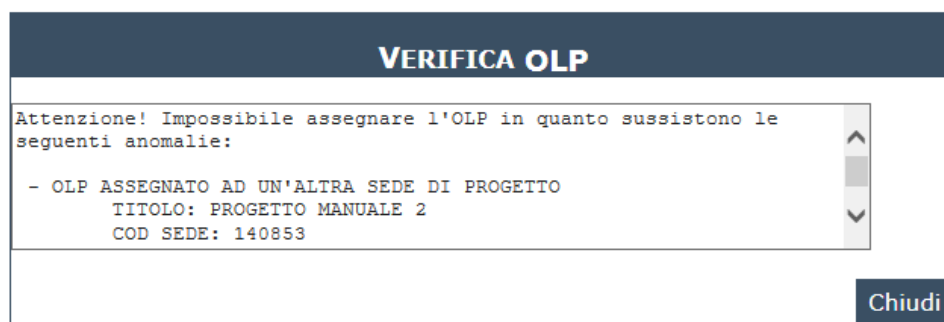 VERIFICA OLP
Attenzione! Impossibile assegnare l'OLP in quanto sussistono le
seguenti anomalie:
- OLP ASSEGNATO AD UN'ALTRA SEDE DI PROGETTO
TITOLO: PROGETTO MANUALE 2
COD SEDE: 140853
Chiudi